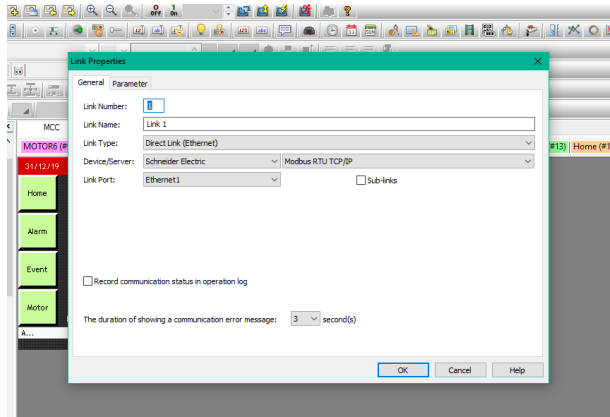 Off On
Link Properties
General Parameter
Link Number: 1
Link Name: Link 1
Link Type: Direct Link (Ethernet)
Device/Server: Schneider Electric Modbus RTU TCP/IP
Link Port: Ethernet1 Sub-links
Record communication status in operation log
The duration of showing a communication error message: 3 second(s)
OK Cancel Help
MCC
MOTOR6 (# #13) Home (#1
31/12/19
Home
Alarm
Event
Motor
A...